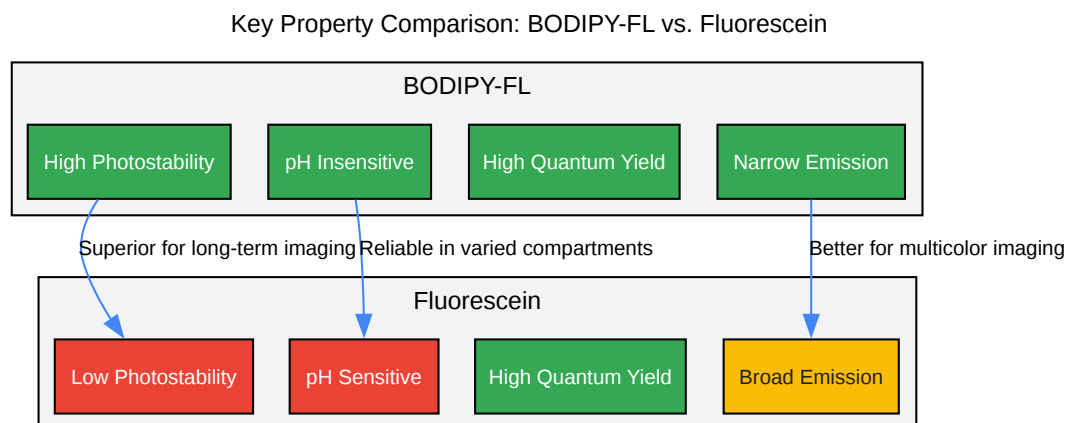 Key Property Comparison: BODIPY-FL vs. Fluorescein
BODIPY-FL
High Photostability
pH Insensitive
High Quantum Yield
Narrow Emission
Superior for long-term imaging
Reliable in varied compartments
Better for multicolor imaging
Fluorescein
Low Photostability
pH Sensitive
High Quantum Yield
Broad Emission